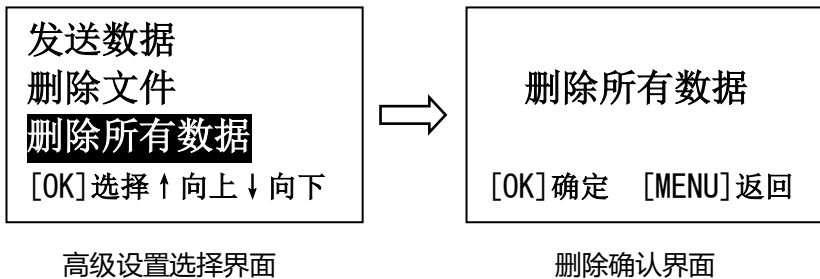 发送数据
删除文件
删除所有数据
[OK]选择↑向上↓向下
高级设置选择界面
删除所有数据
[OK]确定 [MENU]返回
删除确认界面